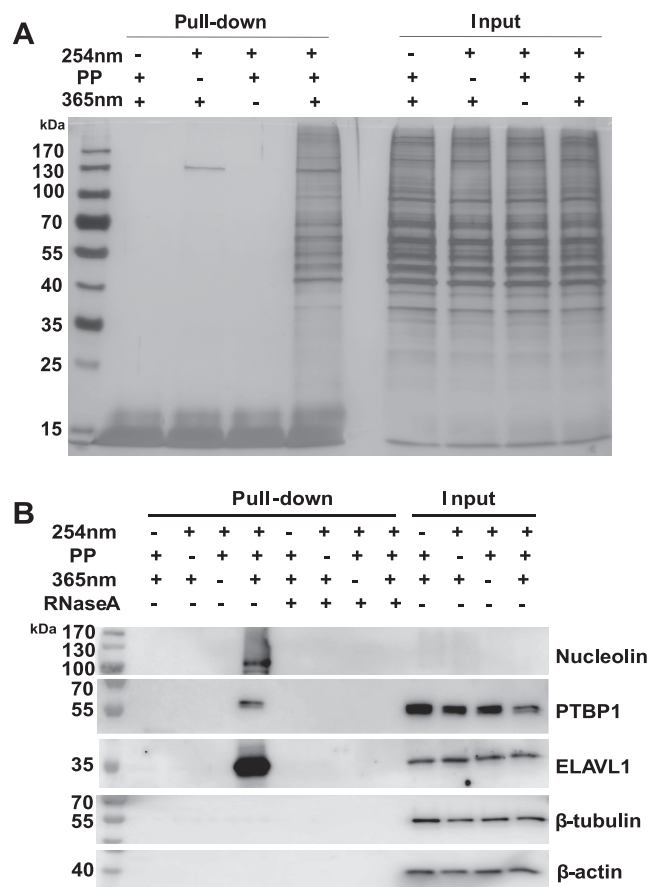 A
Pull-down Input
254nm - + + + - + + +
PP + - + + + - + +
365nm + + - + + + - +
kDa
170
130
100
70
55
40
35
25
15
B
Pull-down Input
254nm - + + + - + + + - + + +
PP + - + + + - + + + - + +
365nm + + - + + + - + + + - +
RNaseA - - - - + + + + - - - -
kDa
170
130
100
Nucleolin
70
55
PTBP1
35
ELAVL1
70
55
β-tubulin
40
β-actin